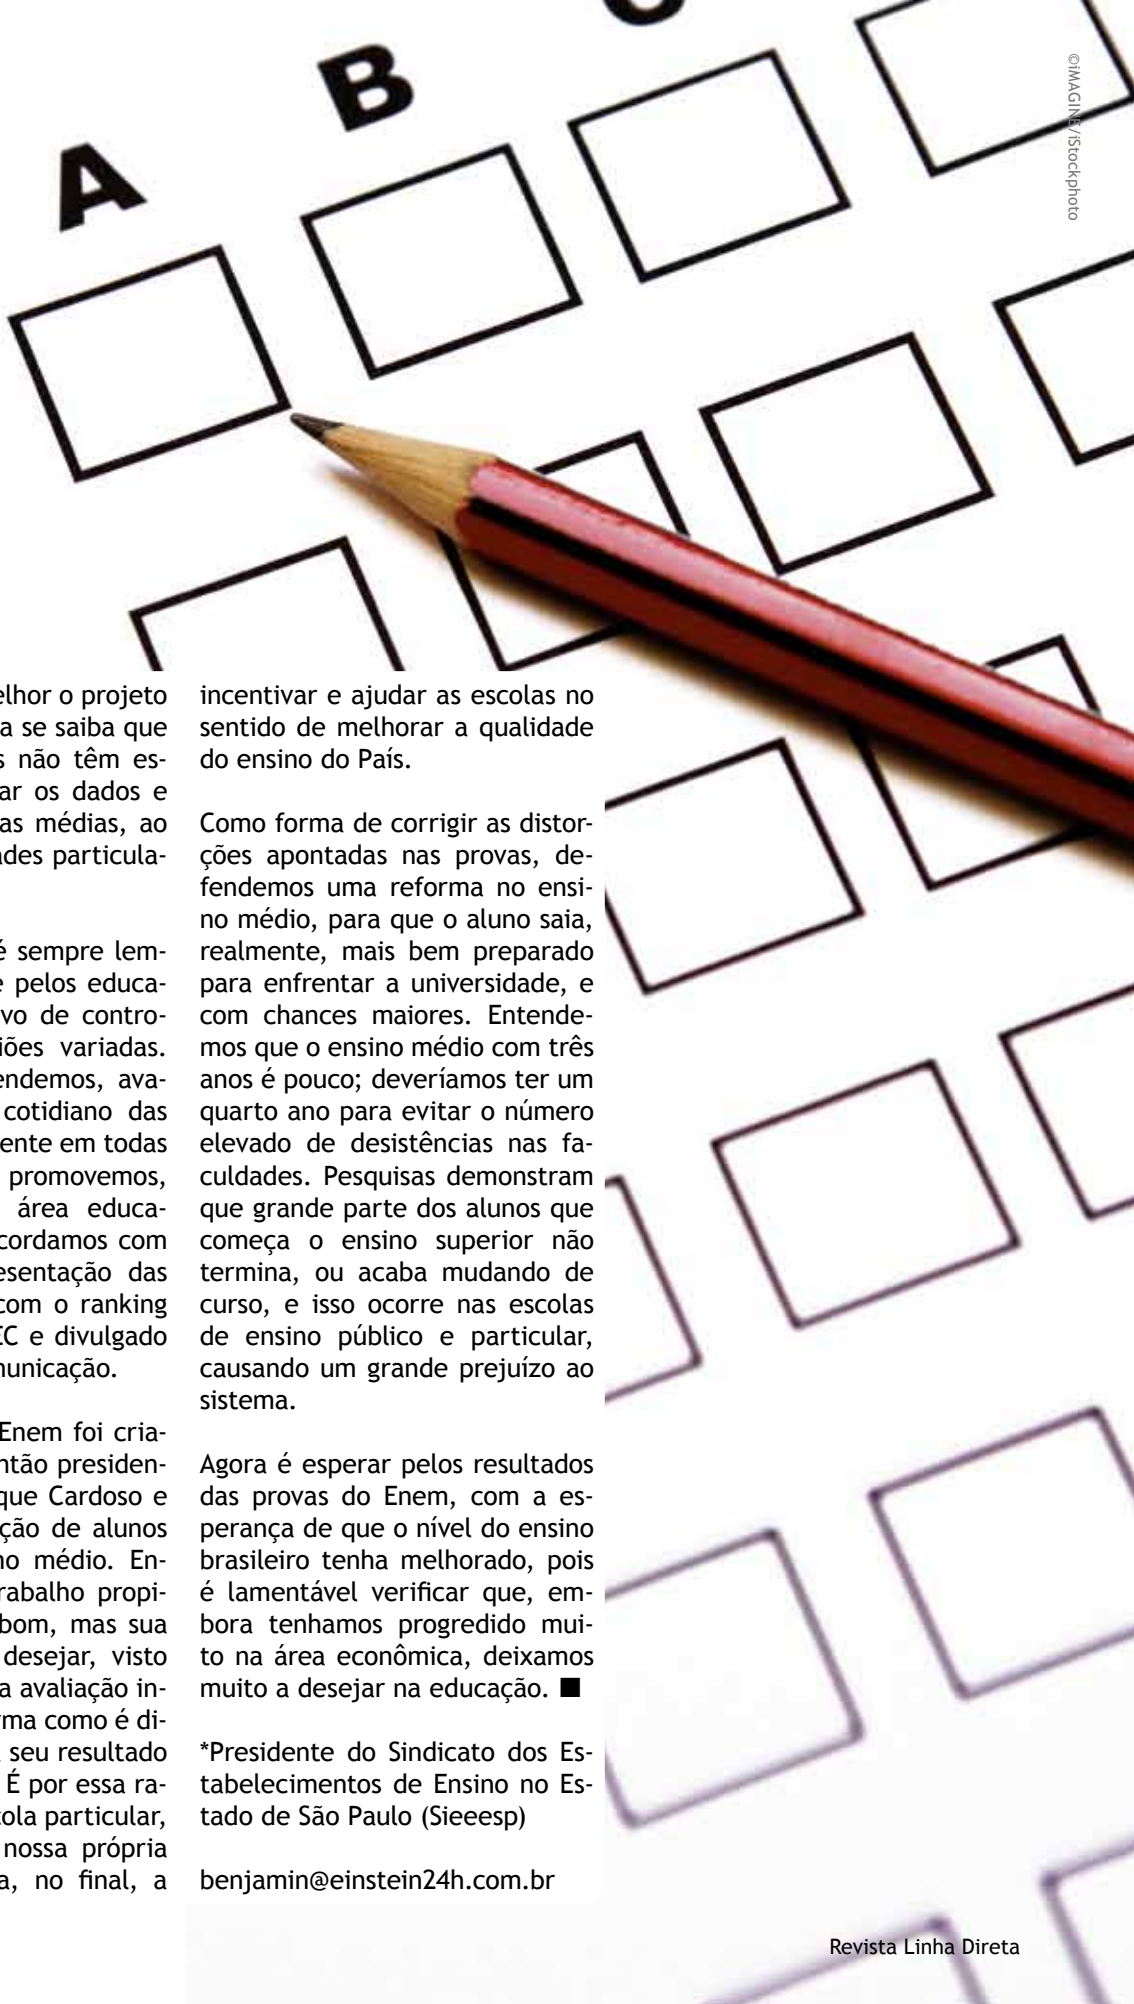 A
B
©iMAGINE/iStockphoto
elhor o projeto
a se saiba que
s não têm es-
ar os dados e
as médias, ao
ades particula-
é sempre lem-
e pelos educa-
vo de contro-
iões variadas.
endemos, ava-
cotidiano das
ente em todas
promovemos,
área educa-
cordamos com
esentação das
com o ranking
EC e divulgado
nunicação.
Enem foi cria-
ntão presiden-
que Cardoso e
ção de alunos
no médio. En-
rabalho propi-
bom, mas sua
desejar, visto
a avaliação in-
rma como é di-
seu resultado
É por essa ra-
cola particular,
nossa própria
a, no final, a
incentivar e ajudar as escolas no
sentido de melhorar a qualidade
do ensino do País.
Como forma de corrigir as distor-
ções apontadas nas provas, de-
fendemos uma reforma no ensi-
no médio, para que o aluno saia,
realmente, mais bem preparado
para enfrentar a universidade, e
com chances maiores. Entende-
mos que o ensino médio com três
anos é pouco; deveríamos ter um
quarto ano para evitar o número
elevado de desistências nas fa-
culdades. Pesquisas demonstram
que grande parte dos alunos que
começa o ensino superior não
termina, ou acaba mudando de
curso, e isso ocorre nas escolas
de ensino público e particular,
causando um grande prejuízo ao
sistema.
Agora é esperar pelos resultados
das provas do Enem, com a es-
perança de que o nível do ensino
brasileiro tenha melhorado, pois
é lamentável verificar que, em-
bora tenhamos progredido mui-
to na área econômica, deixamos
muito a desejar na educação. ■
*Presidente do Sindicato dos Es-
tabelecimentos de Ensino no Es-
tado de São Paulo (Sieeesp)
benjamin@einstein24h.com.br
Revista Linha Direta